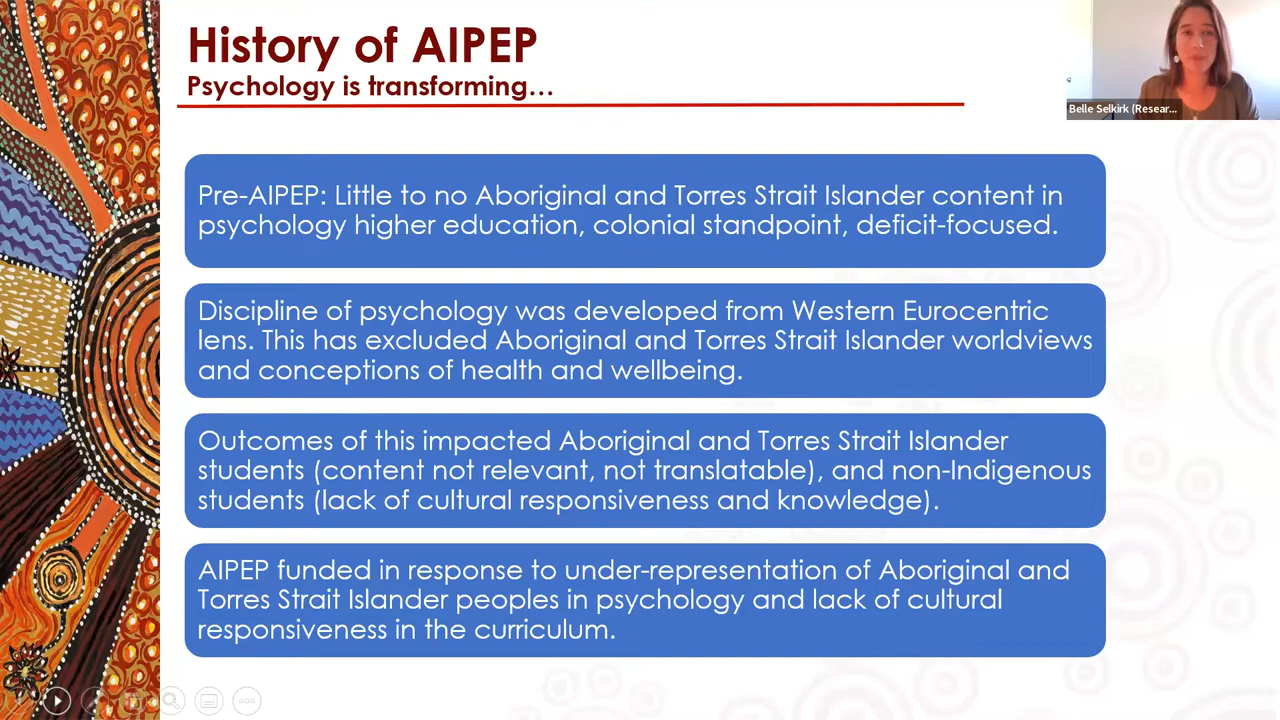 History of AIPEP
Psychology is transforming...
Belle Selkirk (Resear...
Pre-AIPEP: Little to no Aboriginal and Torres Strait Islander content in
psychology higher education, colonial standpoint, deficit-focused.
Discipline of psychology was developed from Western Eurocentric
lens. This has excluded Aboriginal and Torres Strait Islander worldviews
and conceptions of health and wellbeing.
Outcomes of this impacted Aboriginal and Torres Strait Islander
students (content not relevant, not translatable), and non-Indigenous
students (lack of cultural responsiveness and knowledge).
AIPEP funded in response to under-representation of Aboriginal and
Torres Strait Islander peoples in psychology and lack of cultural
responsiveness in the curriculum.